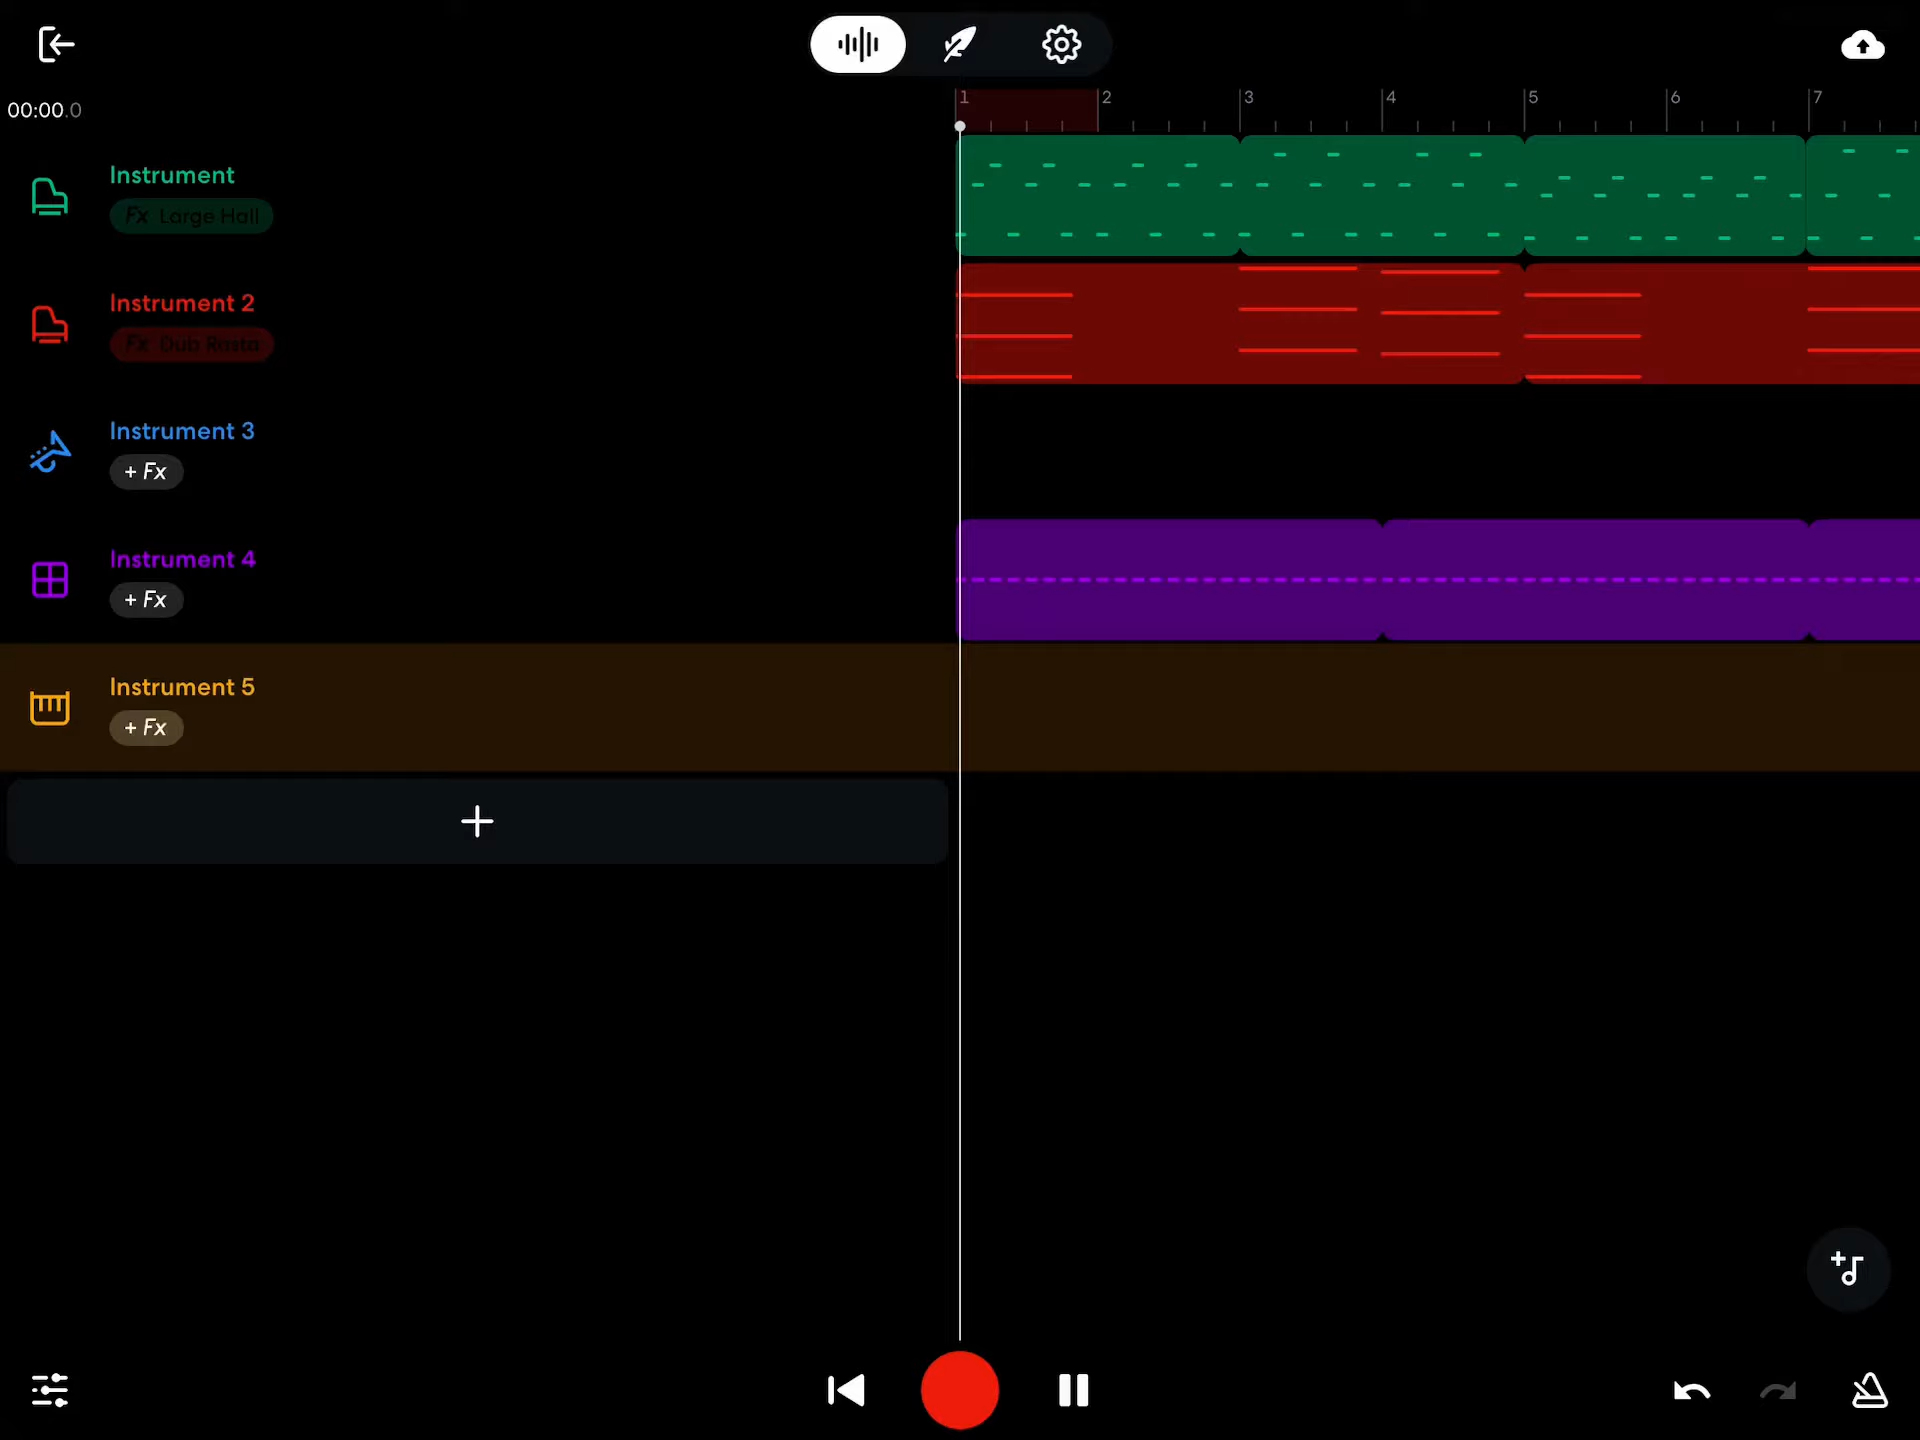 00:00.0
1 2 3 4 5 6 7
Instrument
Fx Large Hall
Instrument 2
Fx Dub Rasta
Instrument 3
+ Fx
Instrument 4
+ Fx
Instrument 5
+ Fx